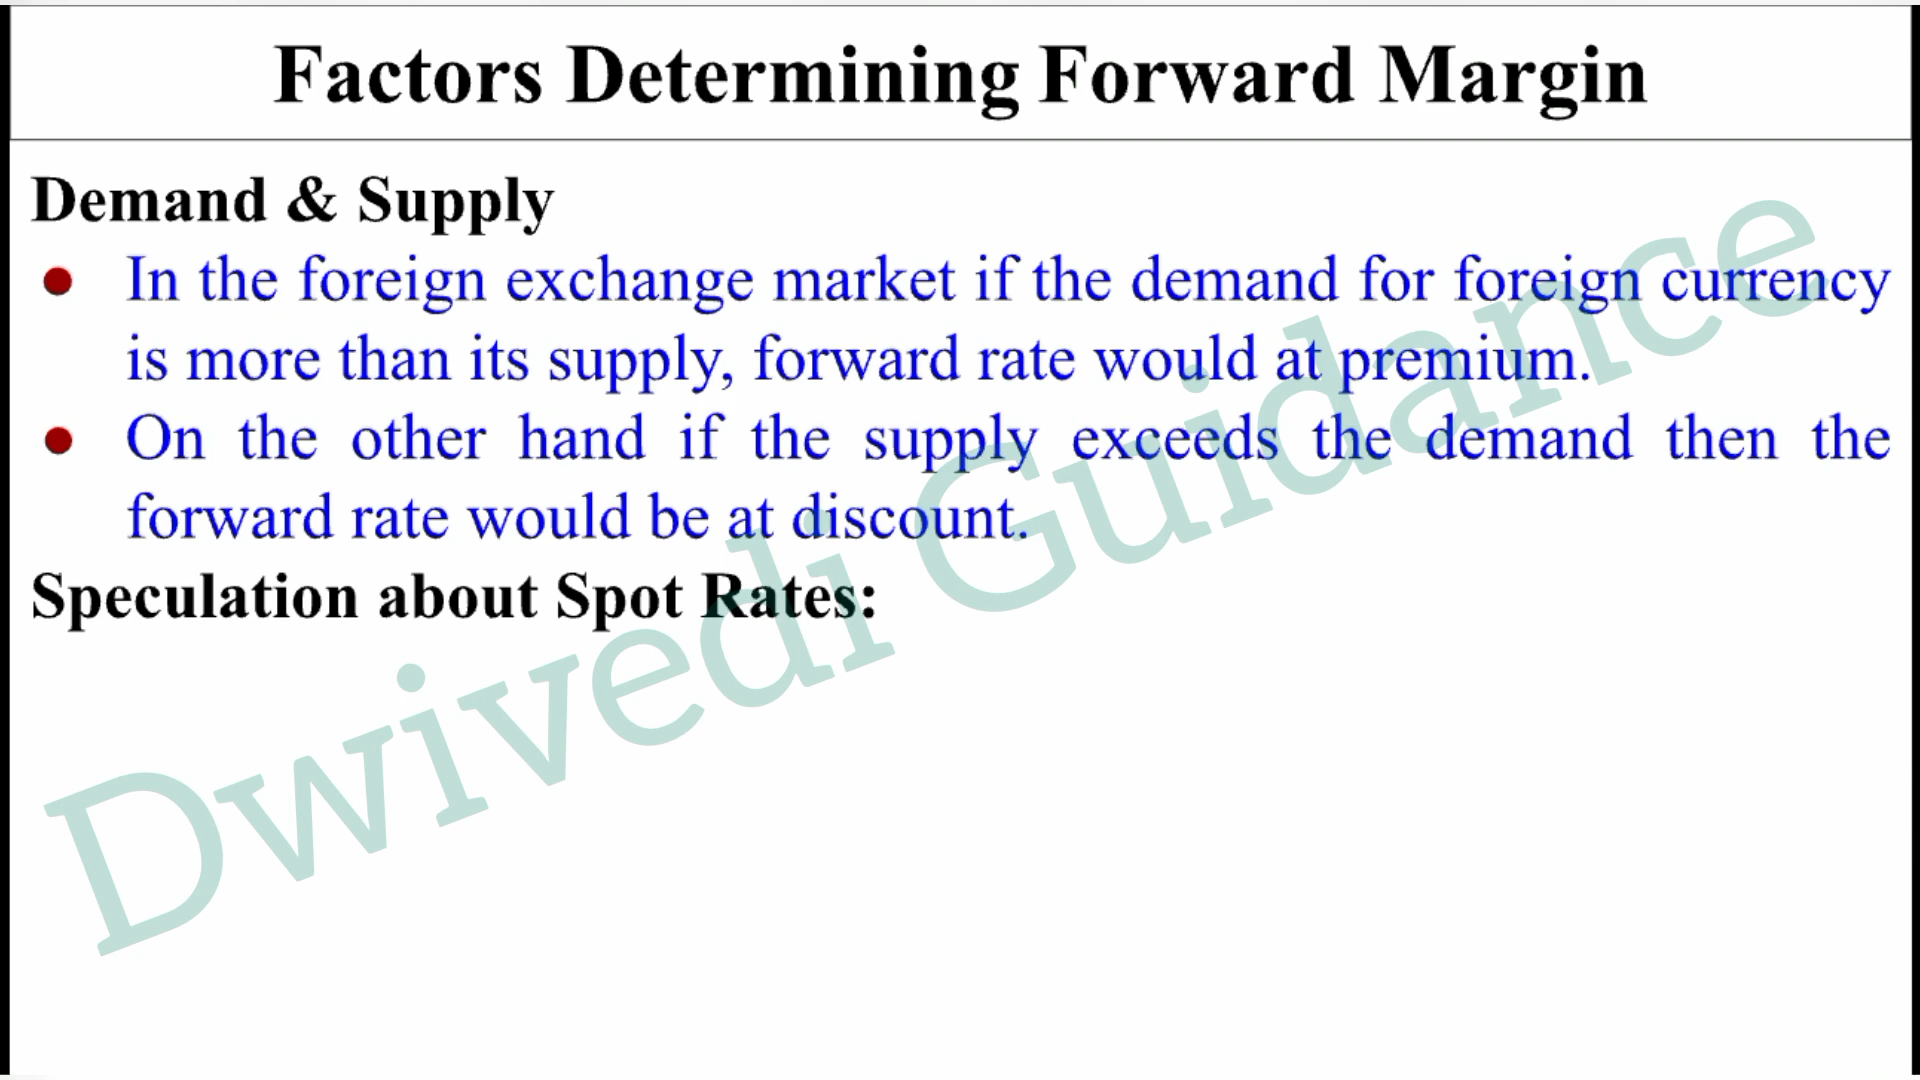 Factors Determining Forward Margin
Demand & Supply
● In the foreign exchange market if the demand for foreign currency
is more than its supply, forward rate would at premium.
● On the other hand if the supply exceeds the demand then the
forward rate would be at discount.
Speculation about Spot Rates:
Dwivedi Guidance